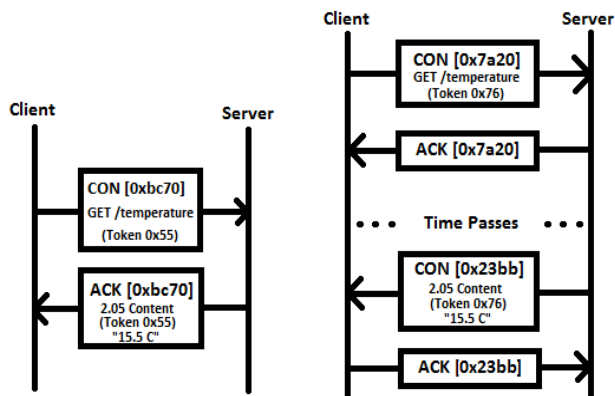 Client
Server
CON [0xbc70]
GET /temperature
(Token 0x55)
ACK [0xbc70]
2.05 Content
(Token 0x55)
"15.5 C"
Client
Server
CON [0x7a20]
GET /temperature
(Token 0x76)
ACK [0x7a20]
Time Passes
CON [0x23bb]
2.05 Content
(Token 0x76)
"15.5 C"
ACK [0x23bb]